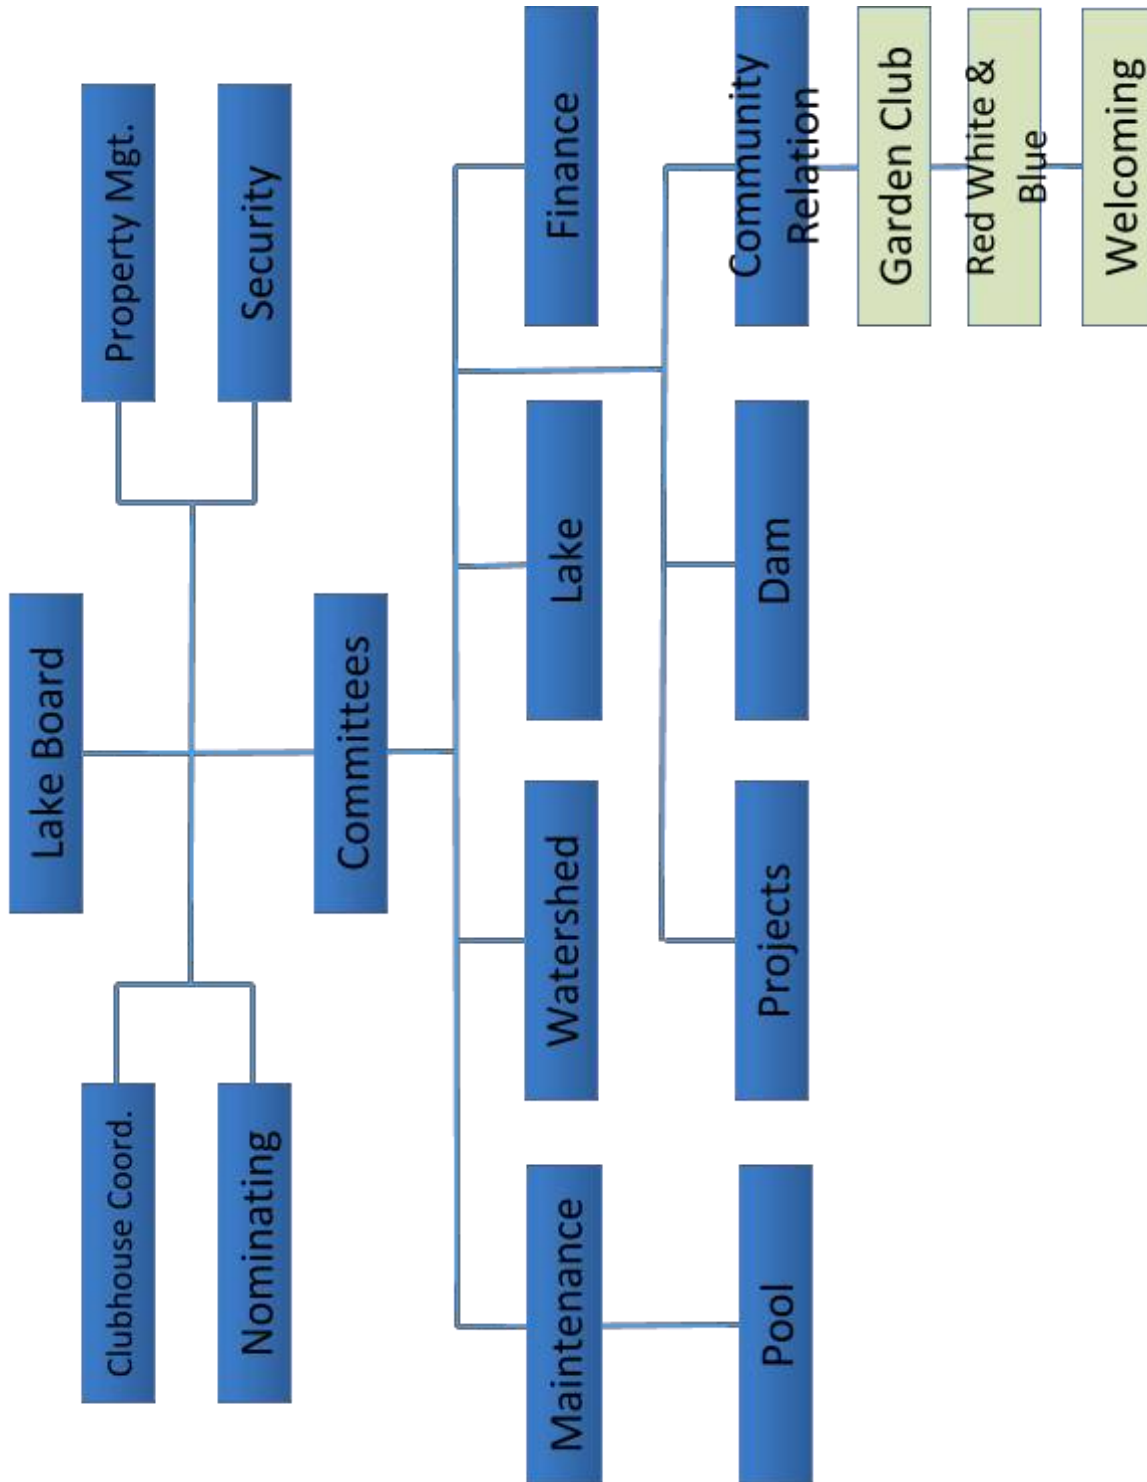 Lake Board
Clubhouse Coord.
Property Mgt.
Nominating
Security
Committees
Maintenance
Watershed
Lake
Finance
Pool
Projects
Dam
Community
Relation
Garden Club
Red White &
Blue
Welcoming